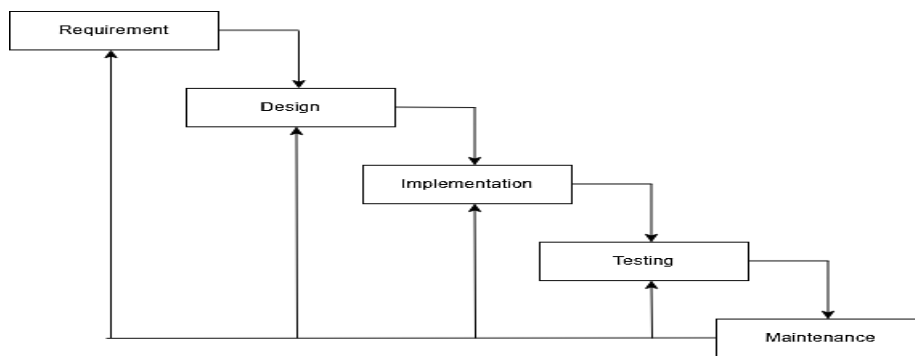 Requirement
Design
Implementation
Testing
Maintenance